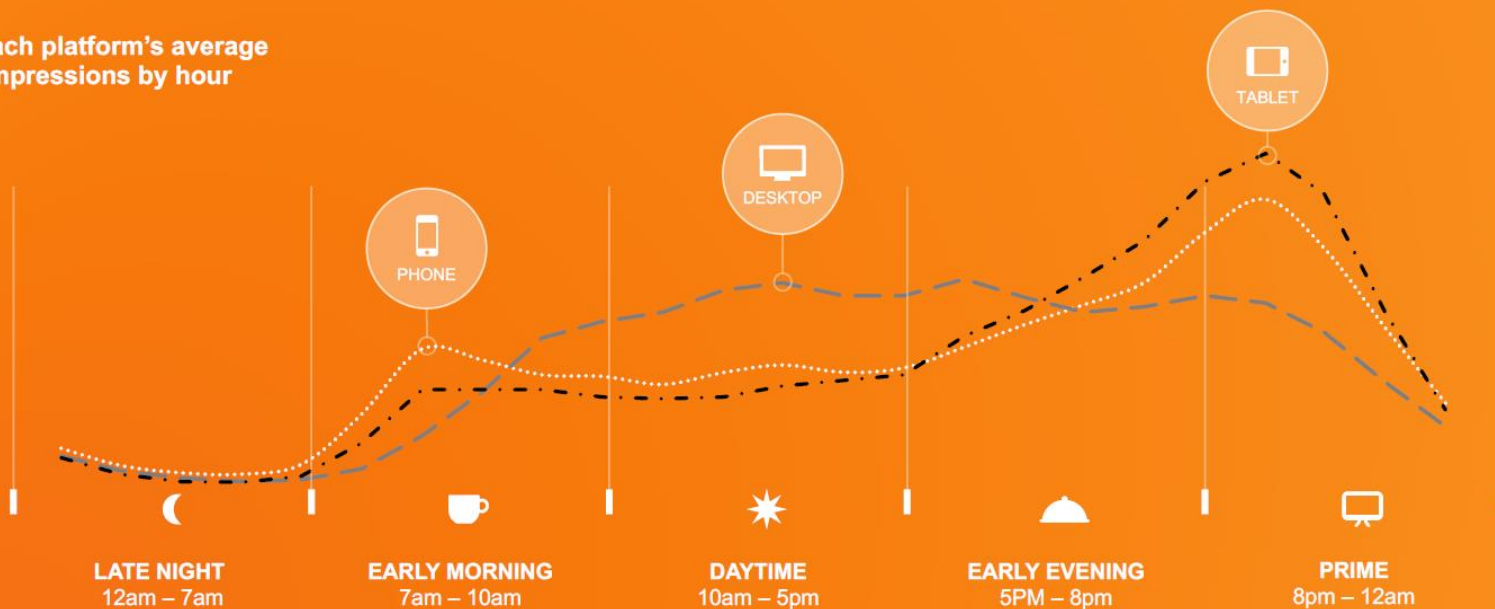 ach platform's average
mpressions by hour
TABLET
DESKTOP
PHONE
LATE NIGHT
12am – 7am
EARLY MORNING
7am – 10am
DAYTIME
10am – 5pm
EARLY EVENING
5PM – 8pm
PRIME
8pm – 12am